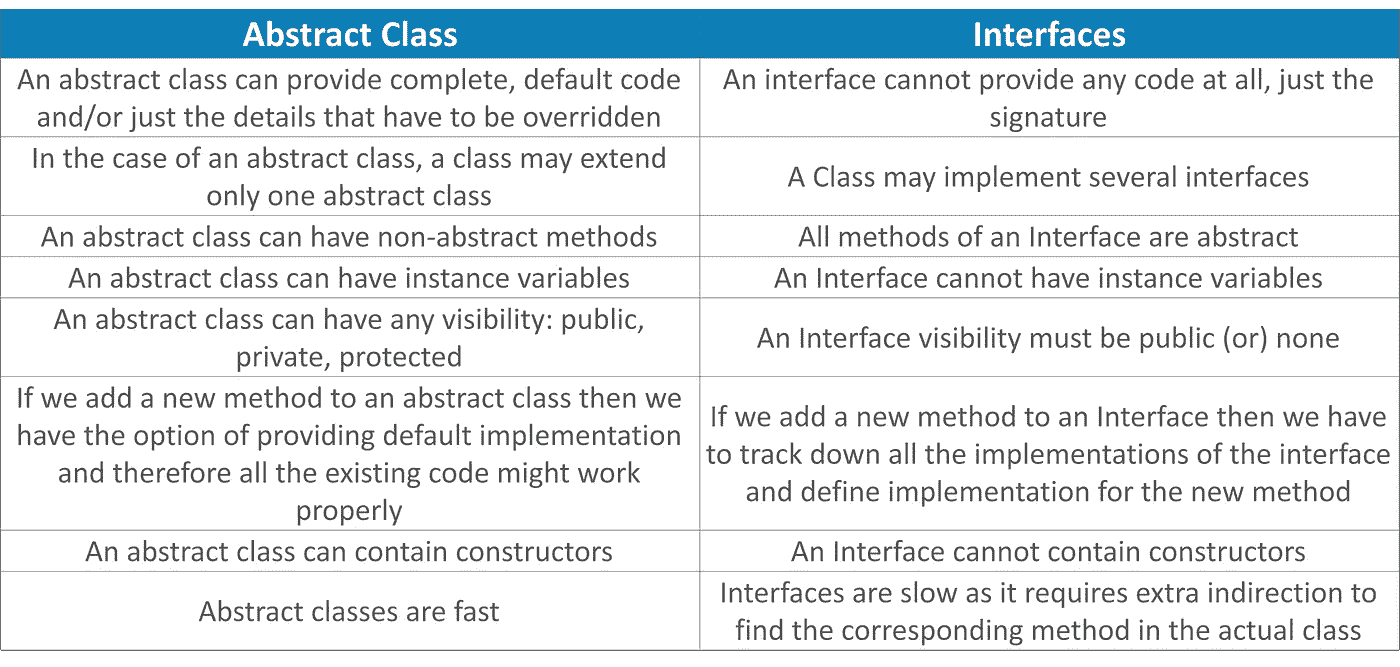 Abstract Class
Interfaces
An abstract class can provide complete, default code
and/or just the details that have to be overridden
An interface cannot provide any code at all, just the
signature
In the case of an abstract class, a class may extend
only one abstract class
A Class may implement several interfaces
An abstract class can have non-abstract methods
All methods of an Interface are abstract
An abstract class can have instance variables
An Interface cannot have instance variables
An abstract class can have any visibility: public,
private, protected
An Interface visibility must be public (or) none
If we add a new method to an abstract class then we
have the option of providing default implementation
and therefore all the existing code might work
properly
If we add a new method to an Interface then we have
to track down all the implementations of the interface
and define implementation for the new method
An abstract class can contain constructors
An Interface cannot contain constructors
Abstract classes are fast
Interfaces are slow as it requires extra indirection to
find the corresponding method in the actual class